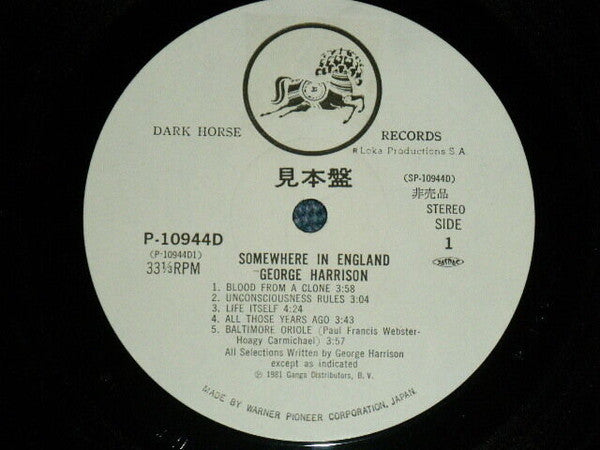 DARK HORSE RECORDS
® Loka Productions S.A.
見本盤
(SP-10944D)
非売品
STEREO
SIDE
1
P-10944D
(P-10944D1)
33⅓RPM
SOMEWHERE IN ENGLAND
GEORGE HARRISON
1. BLOOD FROM A CLONE 3:58
2. UNCONSCIOUSNESS RULES 3:04
3. LIFE ITSELF 4:24
4. ALL THOSE YEARS AGO 3:43
5. BALTIMORE ORIOLE (Paul Francis Webster-
Hoagy Carmichael) 3:57
All Selections Written by George Harrison
except as indicated
℗ 1981 Ganga Distributors, B. V.
MADE BY WARNER PIONEER CORPORATION, JAPAN.